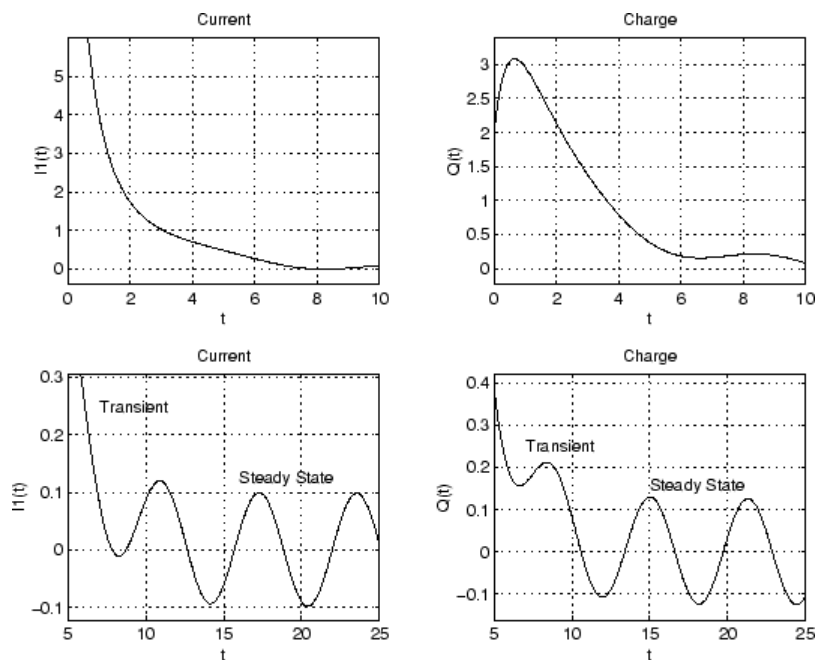 Current
I1(t)
5
4
3
2
1
0
0 2 4 6 8 10
t
Charge
Q(t)
3
2.5
2
1.5
1
0.5
0
0 2 4 6 8 10
t
Current
I1(t)
0.3
0.2
0.1
0
−0.1
Transient
Steady State
5 10 15 20 25
t
Charge
Q(t)
0.4
0.3
0.2
0.1
0
−0.1
Transient
Steady State
5 10 15 20 25
t